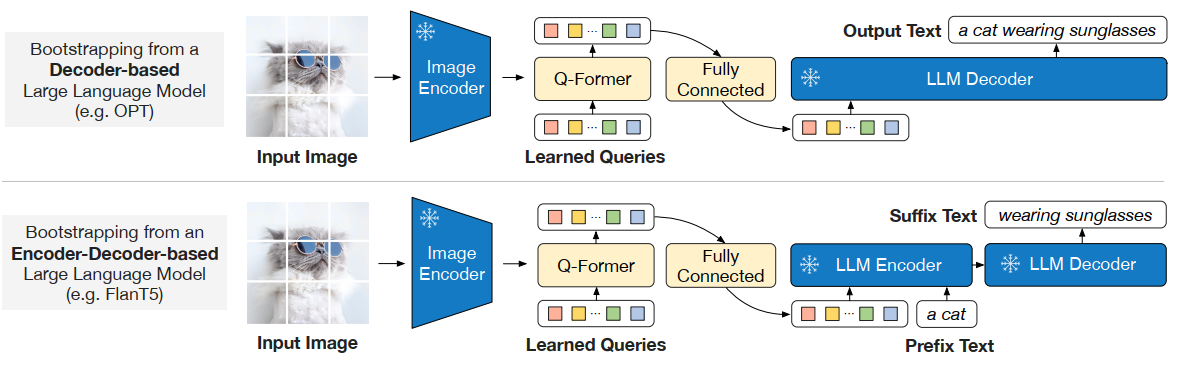 Bootstrapping from a
Decoder-based
Large Language Model
(e.g. OPT)
Input Image
Image
Encoder
Q-Former
Learned Queries
Fully
Connected
Output Text
a cat wearing sunglasses
LLM Decoder
Bootstrapping from an
Encoder-Decoder-based
Large Language Model
(e.g. FlanT5)
Input Image
Image
Encoder
Q-Former
Learned Queries
Fully
Connected
Suffix Text
wearing sunglasses
LLM Encoder
LLM Decoder
a cat
Prefix Text